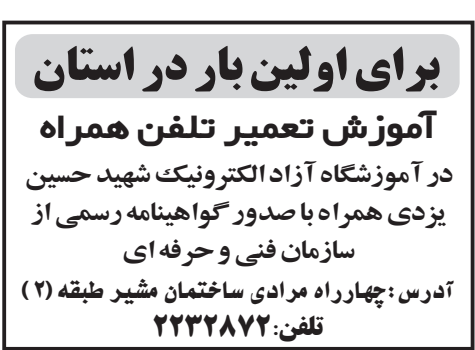 برای اولین بار در استان
آموزش تعمیر تلفن همراه
در آموزشگاه آزاد الکترونیک شهید حسین
یزدی همراه با صدور گواهینامه رسمی از
سازمان فنی و حرفه ای
آدرس :چهارراه مرادی ساختمان مشیر طبقه (۲)
تلفن: ۲۲۳۲۸۷۲